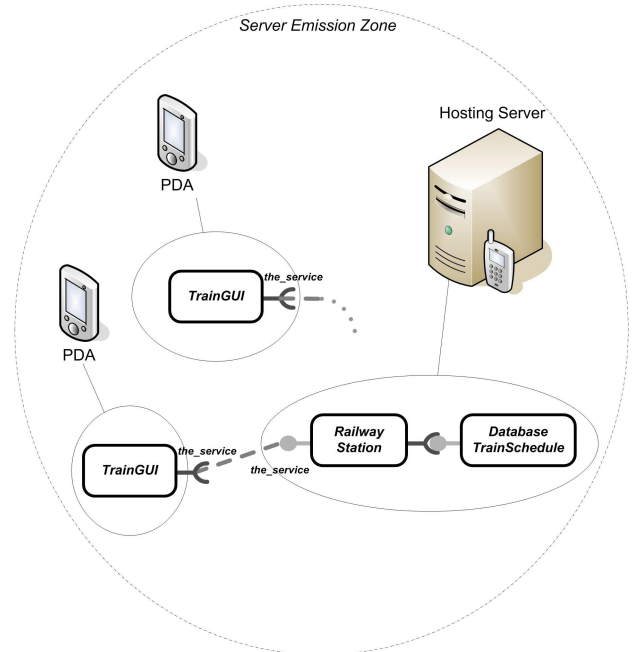 Server Emission Zone
Hosting Server
PDA
the_service
TrainGUI
PDA
Railway
Station
Database
TrainSchedule
the_service
TrainGUI
the_service